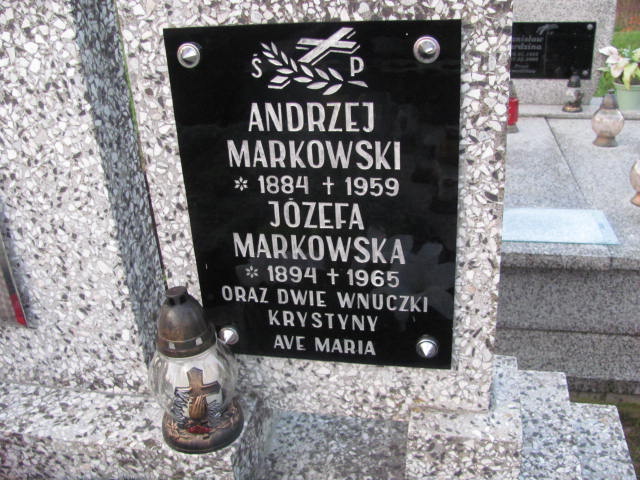 Ś P
ANDRZEJ
MARKOWSKI
* 1884 † 1959
JÓZEFA
MARKOWSKA
* 1894 † 1965
ORAZ DWIE WNUCZKI
KRYSTYNY
AVE MARIA